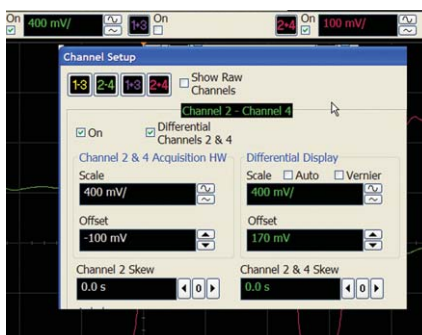 On 400 mV/ 1+3 On 2+4 On 100 mV/
Channel Setup
1-3 2-4 1+3 2+4 Show Raw Channels
Channel 2 - Channel 4
On Differential Channels 2 & 4
Channel 2 & 4 Acquisition HW Differential Display
Scale Scale Auto Vernier
400 mV/ 400 mV/
Offset Offset
-100 mV 170 mV
Channel 2 Skew Channel 2 & 4 Skew
0.0 s 0 0.0 s 0